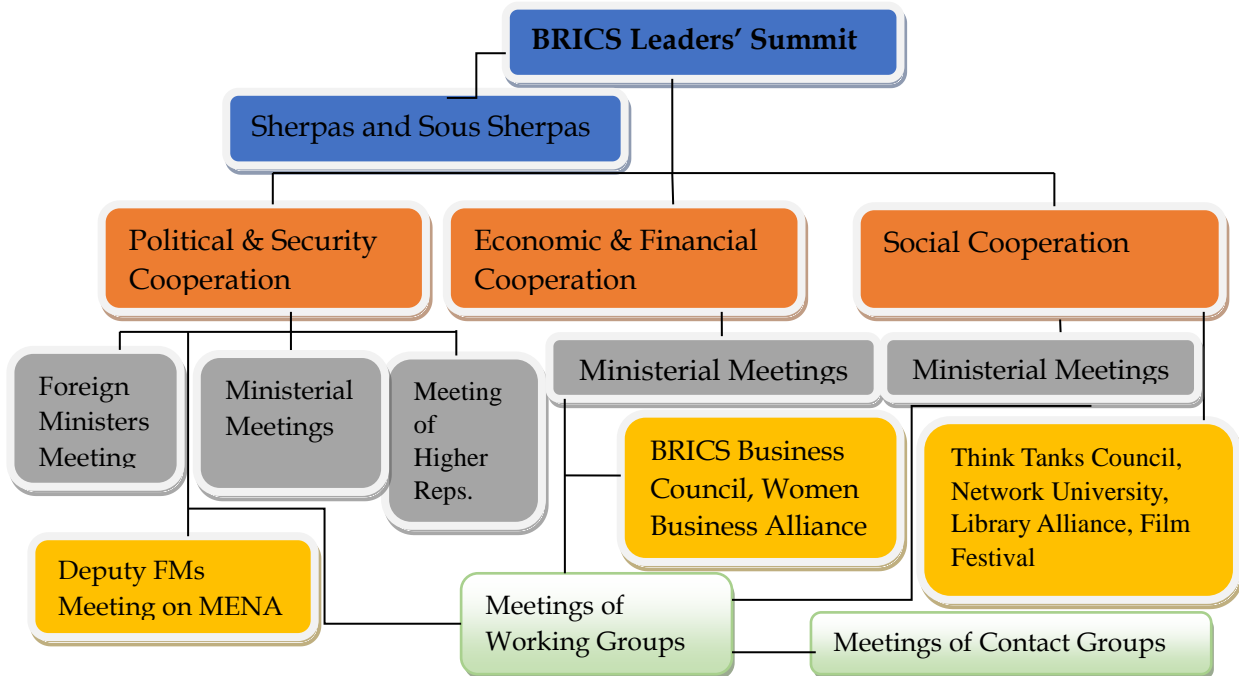 BRICS Leaders’ Summit
Sherpas and Sous Sherpas
Political & Security
Cooperation
Economic & Financial
Cooperation
Social Cooperation
Foreign
Ministers
Meeting
Ministerial
Meetings
Meeting
of
Higher
Reps.
Ministerial Meetings
Ministerial Meetings
BRICS Business
Council, Women
Business Alliance
Think Tanks Council,
Network University,
Library Alliance, Film
Festival
Deputy FMs
Meeting on MENA
Meetings of
Working Groups
Meetings of Contact Groups